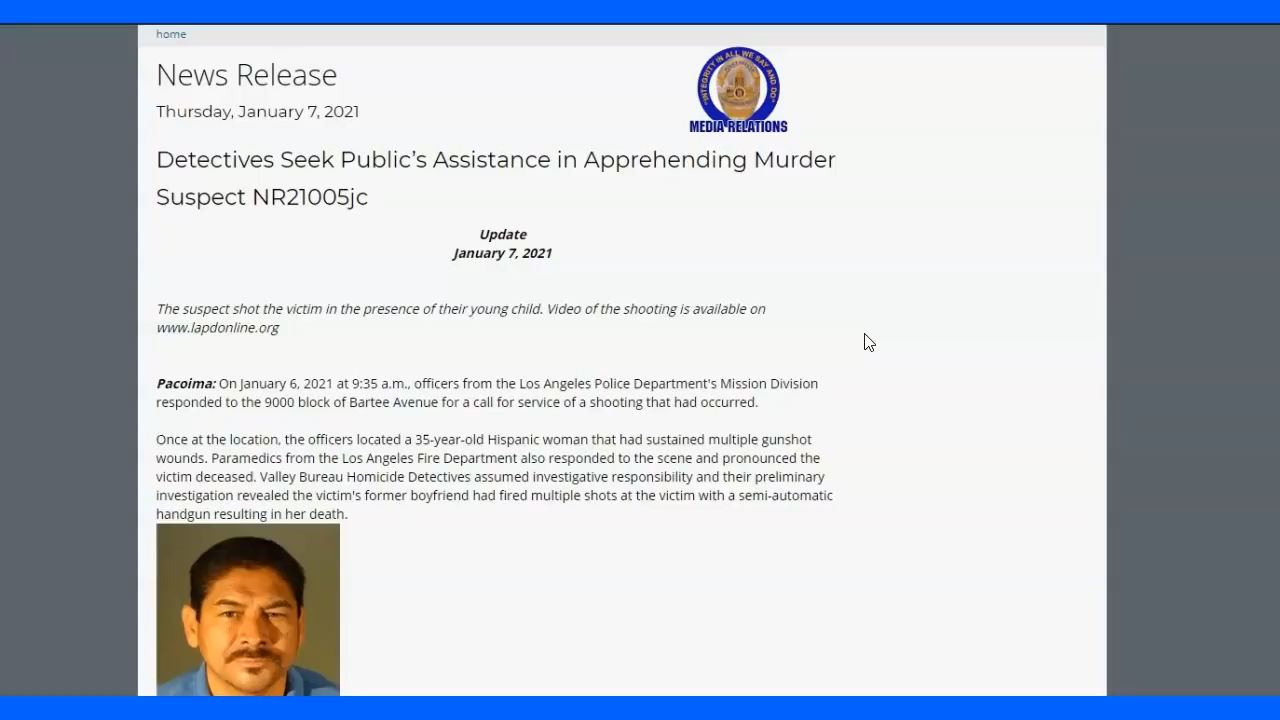 home
News Release
INTEGRITY IN ALL WE SAY AND DO
MEDIA RELATIONS
Thursday, January 7, 2021
Detectives Seek Public’s Assistance in Apprehending Murder
Suspect NR21005jc
Update
January 7, 2021
The suspect shot the victim in the presence of their young child. Video of the shooting is available on
www.lapdonline.org
Pacoima: On January 6, 2021 at 9:35 a.m., officers from the Los Angeles Police Department's Mission Division
responded to the 9000 block of Bartee Avenue for a call for service of a shooting that had occurred.
Once at the location, the officers located a 35-year-old Hispanic woman that had sustained multiple gunshot
wounds. Paramedics from the Los Angeles Fire Department also responded to the scene and pronounced the
victim deceased. Valley Bureau Homicide Detectives assumed investigative responsibility and their preliminary
investigation revealed the victim's former boyfriend had fired multiple shots at the victim with a semi-automatic
handgun resulting in her death.